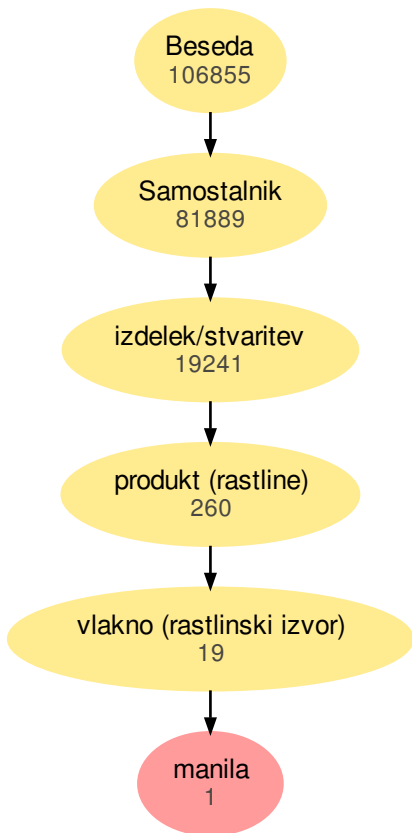 Beseda
106855
Samostalnik
81889
izdelek/stvaritev
19241
produkt (rastline)
260
vlakno (rastlinski izvor)
19
manila
1